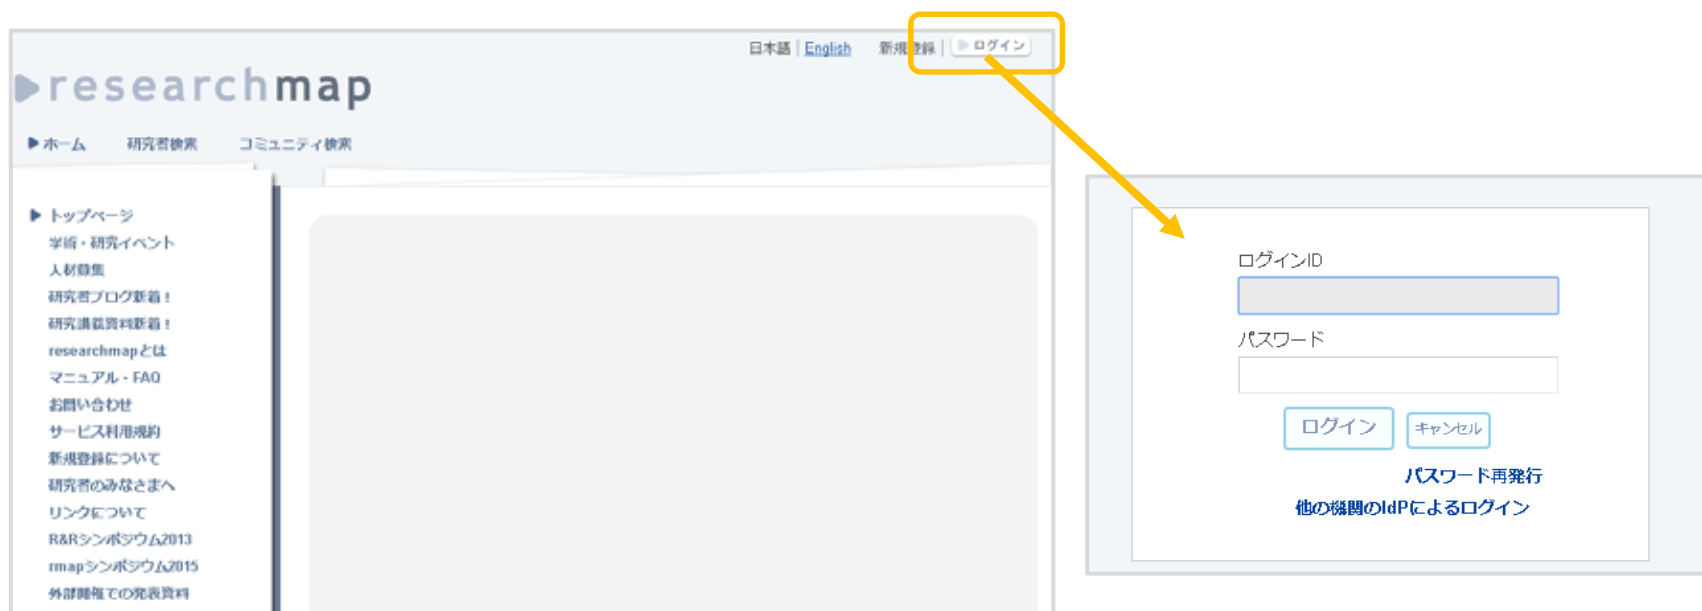 日本語 | English 新規登録 | ログイン
researchmap
ホーム 研究者検索 コミュニティ検索
トップページ
学術・研究イベント
人材募集
研究者ブログ新着!
研究講義資料新着!
researchmapとは
マニュアル・FAQ
お問い合わせ
サービス利用規約
新規登録について
研究者のみなさまへ
リンクについて
R&Rシンポジウム2013
rmapシンポジウム2015
外部開催での発表資料
ログインID
パスワード
ログイン キャンセル
パスワード再発行
他の機関のIdPによるログイン